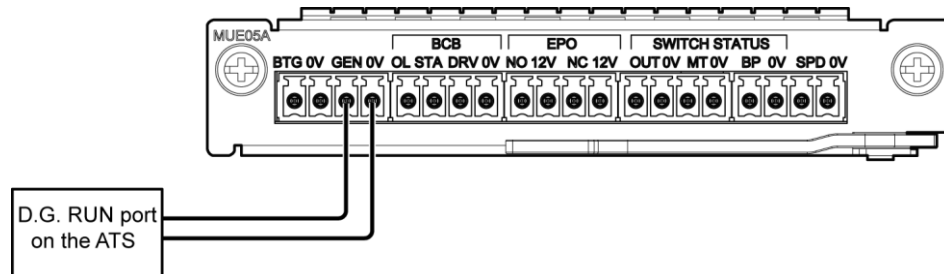 MUE05A
BCB EPO SWITCH STATUS
BTG 0V GEN 0V OL STA DRV 0V NO 12V NC 12V OUT 0V MT 0V BP 0V SPD 0V
D.G. RUN port
on the ATS